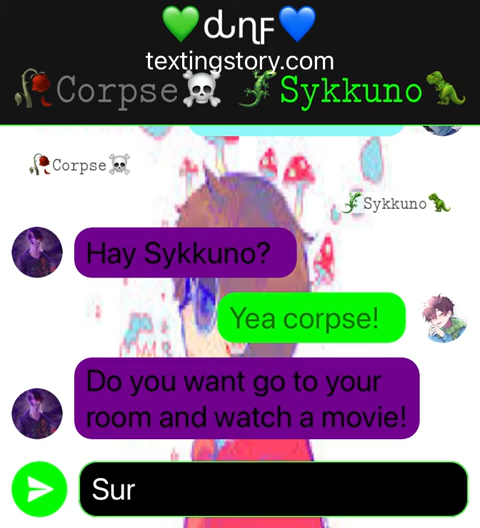 💚Ԃղϝ💙
textingstory.com
🥀Corpse☠️ 🦎Sykkuno🦖
🥀Corpse☠️
🦎Sykkuno🦖
Hay Sykkuno?
Yea corpse!
Do you want go to your
room and watch a movie!
Sur